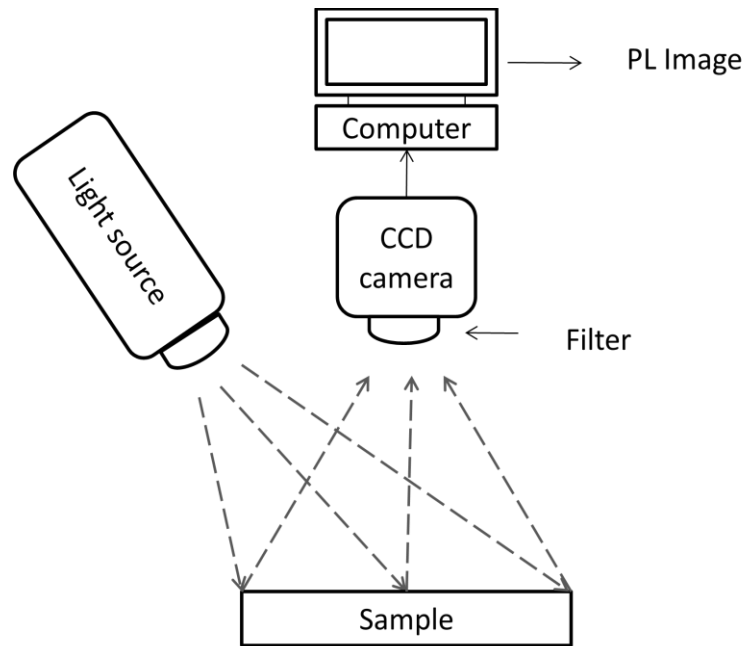 PL Image
Computer
Light source
CCD
camera
Filter
Sample